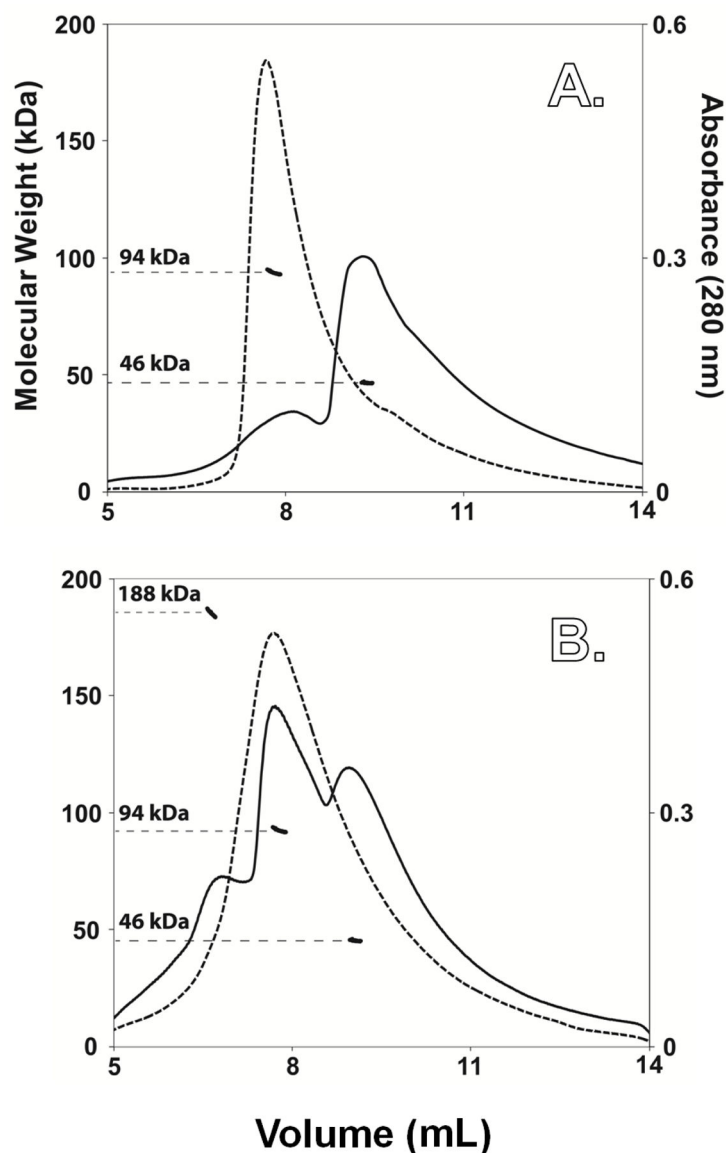 200
150
100
50
0
Molecular Weight (kDa)
94 kDa
46 kDa
A.
0.6
0.3
0
Absorbance (280 nm)
5
8
11
14
200
150
100
50
0
188 kDa
94 kDa
46 kDa
B.
0.6
0.3
0
5
8
11
14
Volume (mL)